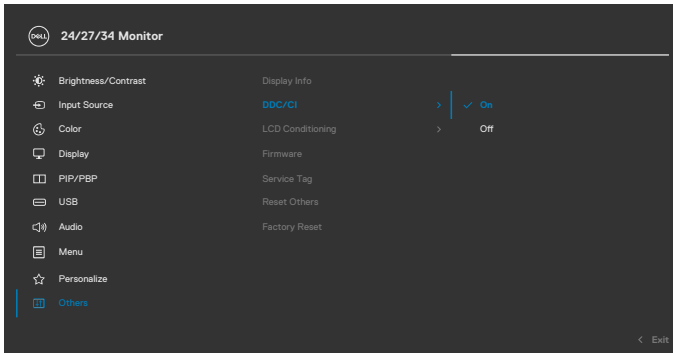 DELL 24/27/34 Monitor
Brightness/Contrast Display Info
Input Source DDC/CI > ✓ On
Color LCD Conditioning > Off
Display Firmware
PIP/PBP Service Tag
USB Reset Others
Audio Factory Reset
Menu
Personalize
Others
< Exit